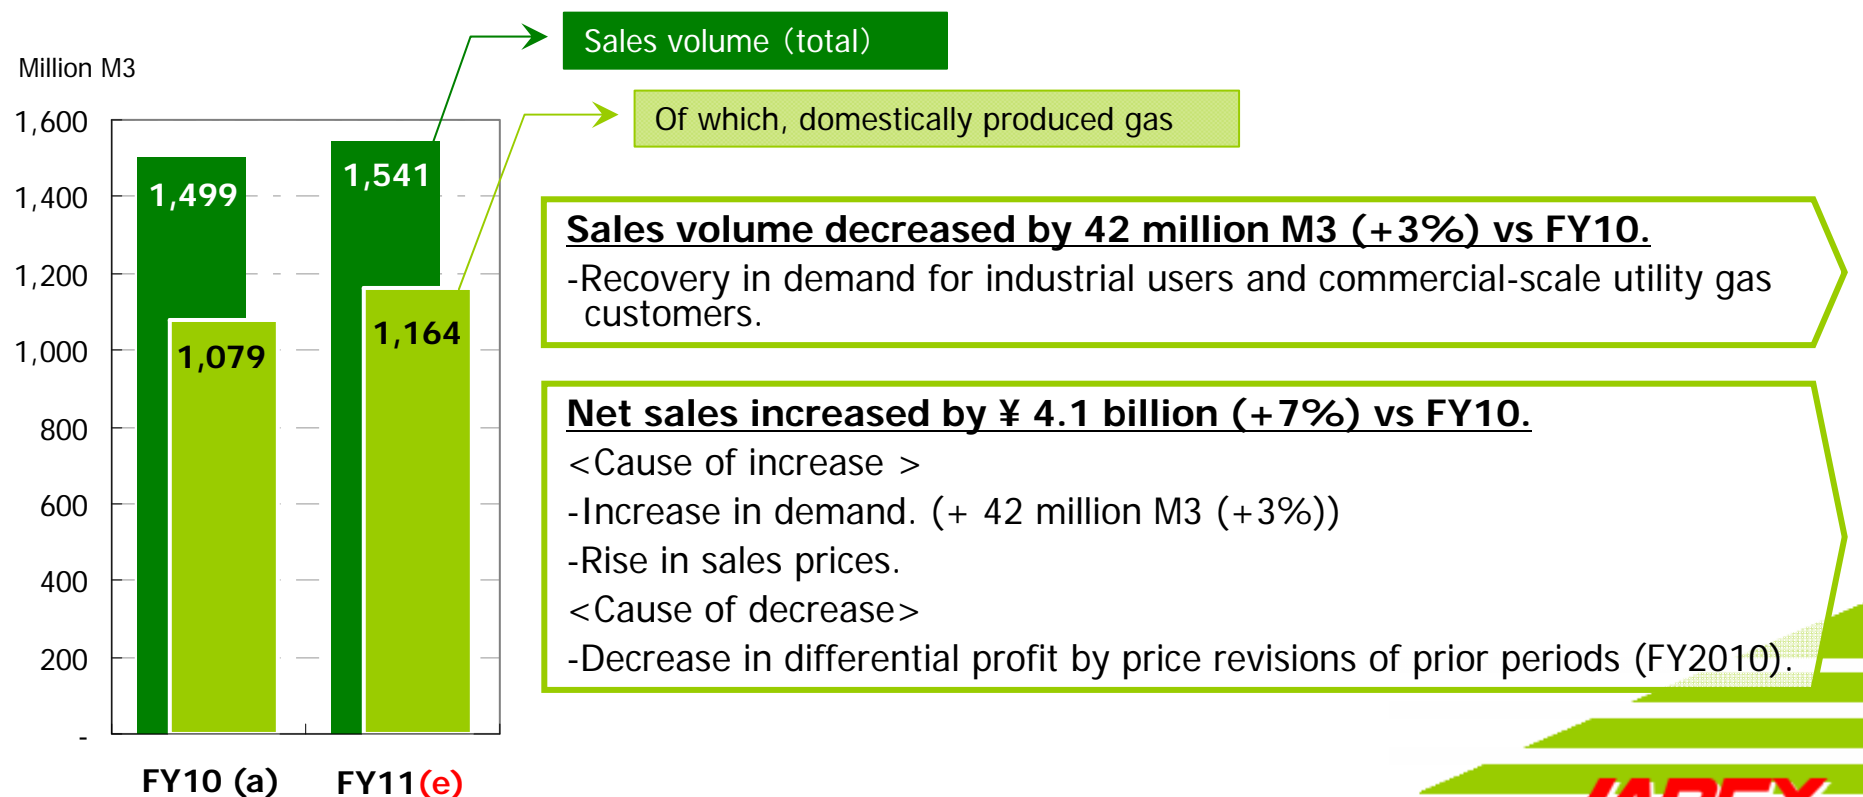 Sales volume（total）
Million M3
Of which, domestically produced gas
1,600
1,400
1,200
1,000
800
600
400
200
-
1,499
1,541
1,079
1,164
FY10 (a)
FY11(e)
Sales volume decreased by 42 million M3 (+3%) vs FY10.
-Recovery in demand for industrial users and commercial-scale utility gas
customers.
Net sales increased by ¥ 4.1 billion (+7%) vs FY10.
<Cause of increase >
-Increase in demand. (+ 42 million M3 (+3%))
-Rise in sales prices.
<Cause of decrease>
-Decrease in differential profit by price revisions of prior periods (FY2010).
JAPEX